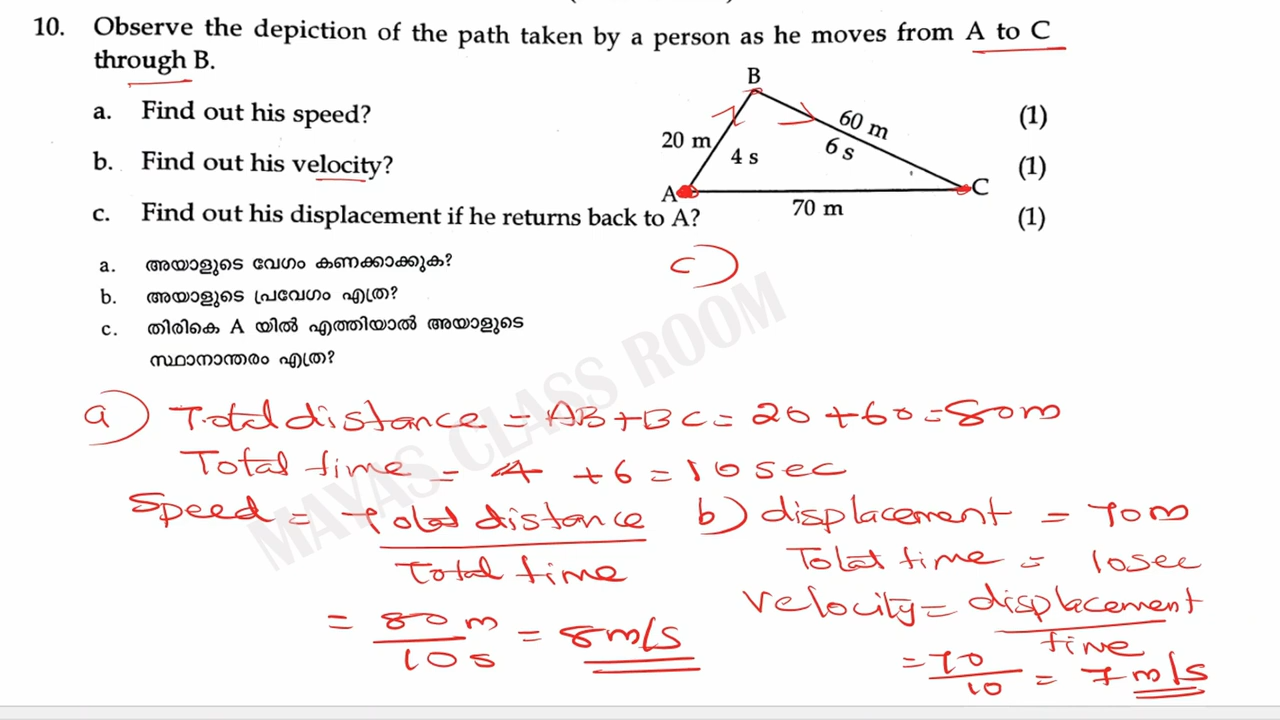 10. Observe the depiction of the path taken by a person as he moves from A to C
through B.
a. Find out his speed? (1)
b. Find out his velocity? (1)
c. Find out his displacement if he returns back to A? (1)
B
20 m
4 s
60 m
6 s
A
C
70 m
a. അയാളുടെ വേഗം കണക്കാക്കുക?
b. അയാളുടെ പ്രവേഗം എത്ര?
c. തിരികെ A യിൽ എത്തിയാൽ അയാളുടെ
സ്ഥാനാന്തരം എത്ര?
c)
MAYAS CLASS ROOM
a) Total distance = AB+BC = 20 +60 = 80m
Total time = 4 +6 = 10 sec
Speed = Total distance
Total time
= 80 m
10 s
= 8m/s
b) displacement = 70m
Total time = 10sec
velocity = displacement
time
= 70
10
= 7m/s